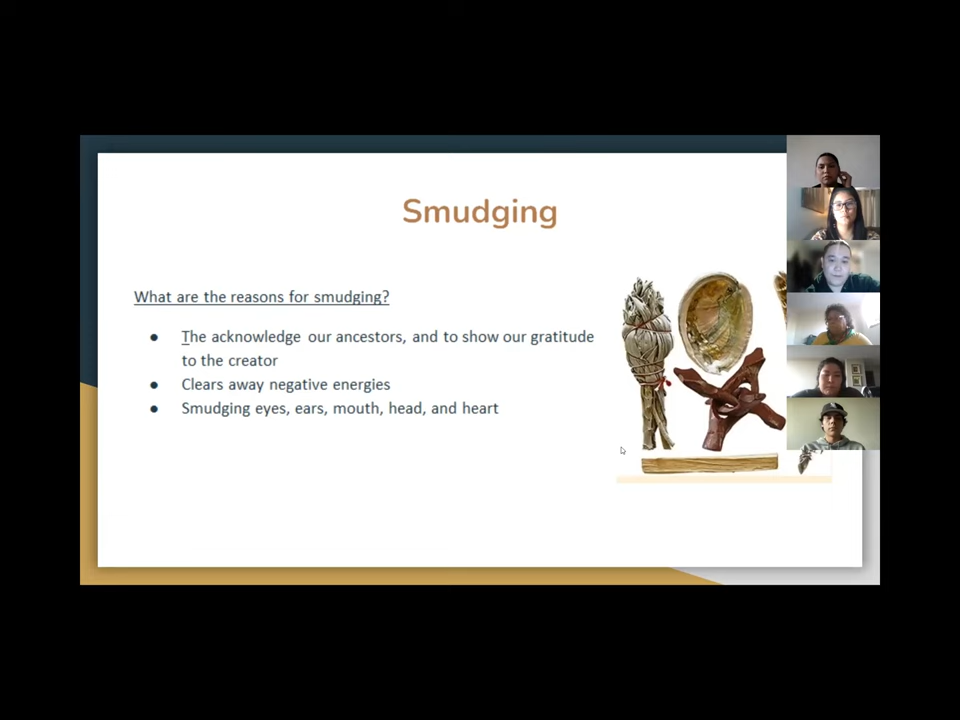 Smudging
What are the reasons for smudging?
● The acknowledge our ancestors, and to show our gratitude
to the creator
● Clears away negative energies
● Smudging eyes, ears, mouth, head, and heart